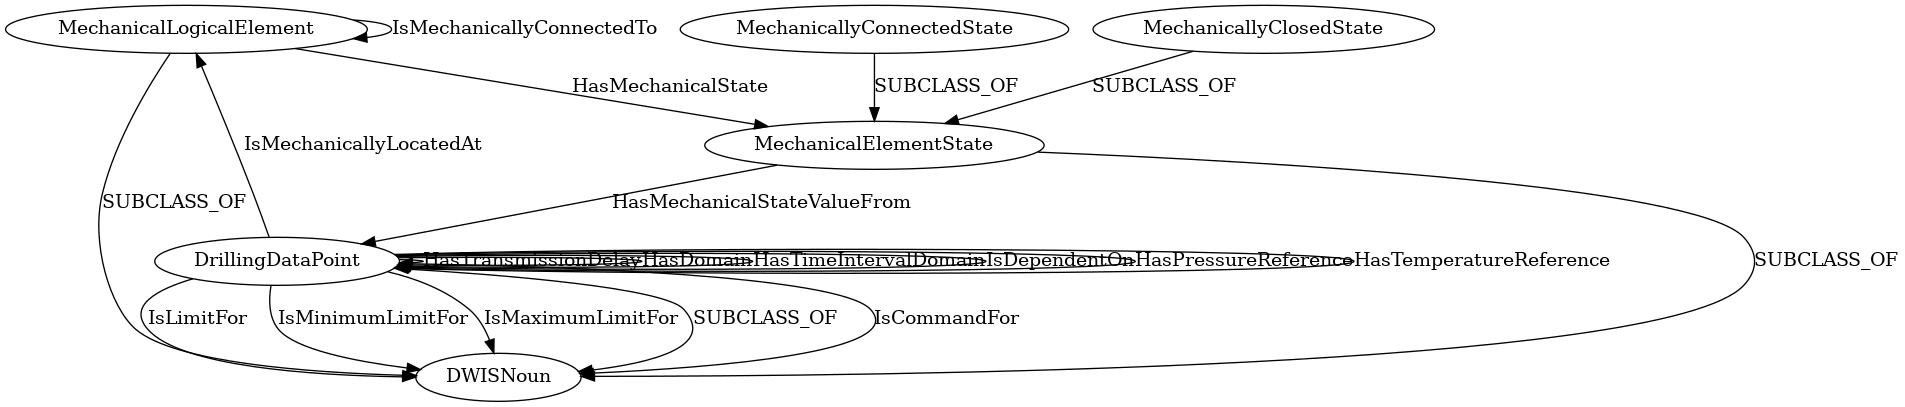 MechanicalLogicalElement
IsMechanicallyConnectedTo
MechanicallyConnectedState
MechanicallyClosedState
HasMechanicalState
SUBCLASS_OF
SUBCLASS_OF
IsMechanicallyLocatedAt
MechanicalElementState
SUBCLASS_OF
HasMechanicalStateValueFrom
DrillingDataPoint
HasTransmissionDelay
HasDomain
HasTimeIntervalDomain
IsDependentOn
HasPressureReference
HasTemperatureReference
SUBCLASS_OF
IsLimitFor
IsMinimumLimitFor
IsMaximumLimitFor
SUBCLASS_OF
IsCommandFor
DWISNoun